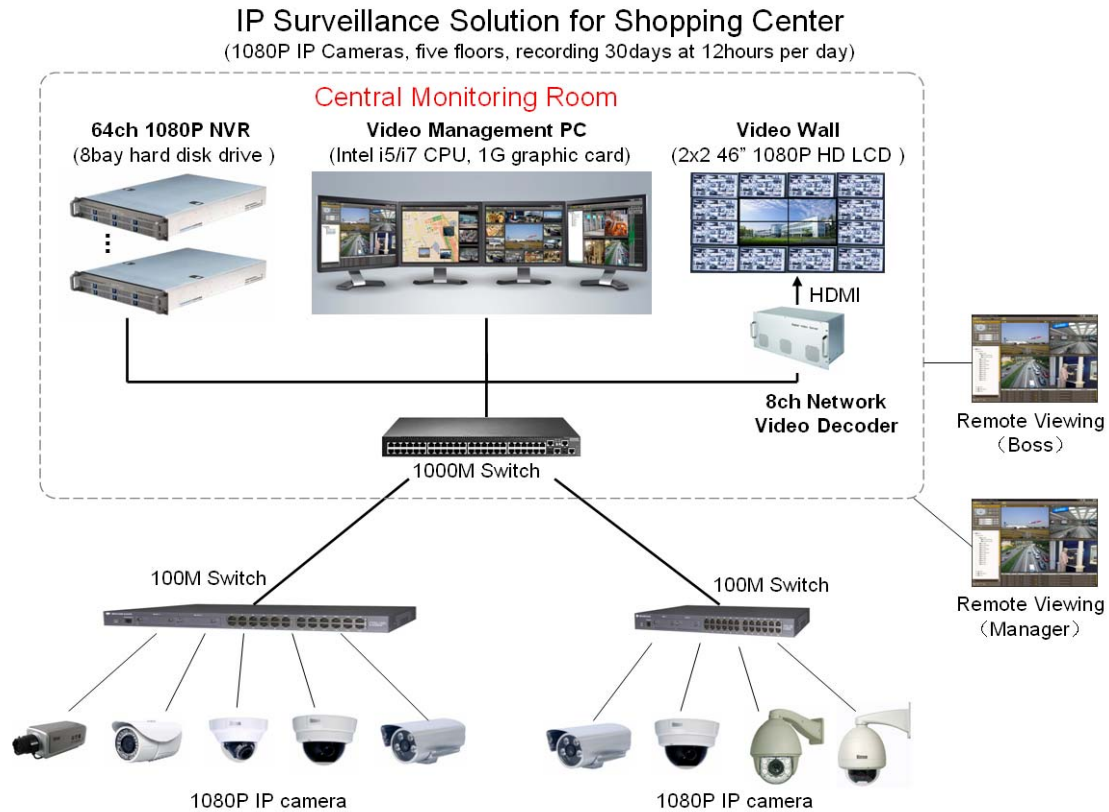 IP Surveillance Solution for Shopping Center
(1080P IP Cameras, five floors, recording 30days at 12hours per day)
Central Monitoring Room
64ch 1080P NVR
(8bay hard disk drive )
Video Management PC
(Intel i5/i7 CPU, 1G graphic card)
Video Wall
(2x2 46” 1080P HD LCD )
HDMI
8ch Network
Video Decoder
1000M Switch
Remote Viewing
（Boss）
Remote Viewing
（Manager）
100M Switch
100M Switch
1080P IP camera
1080P IP camera